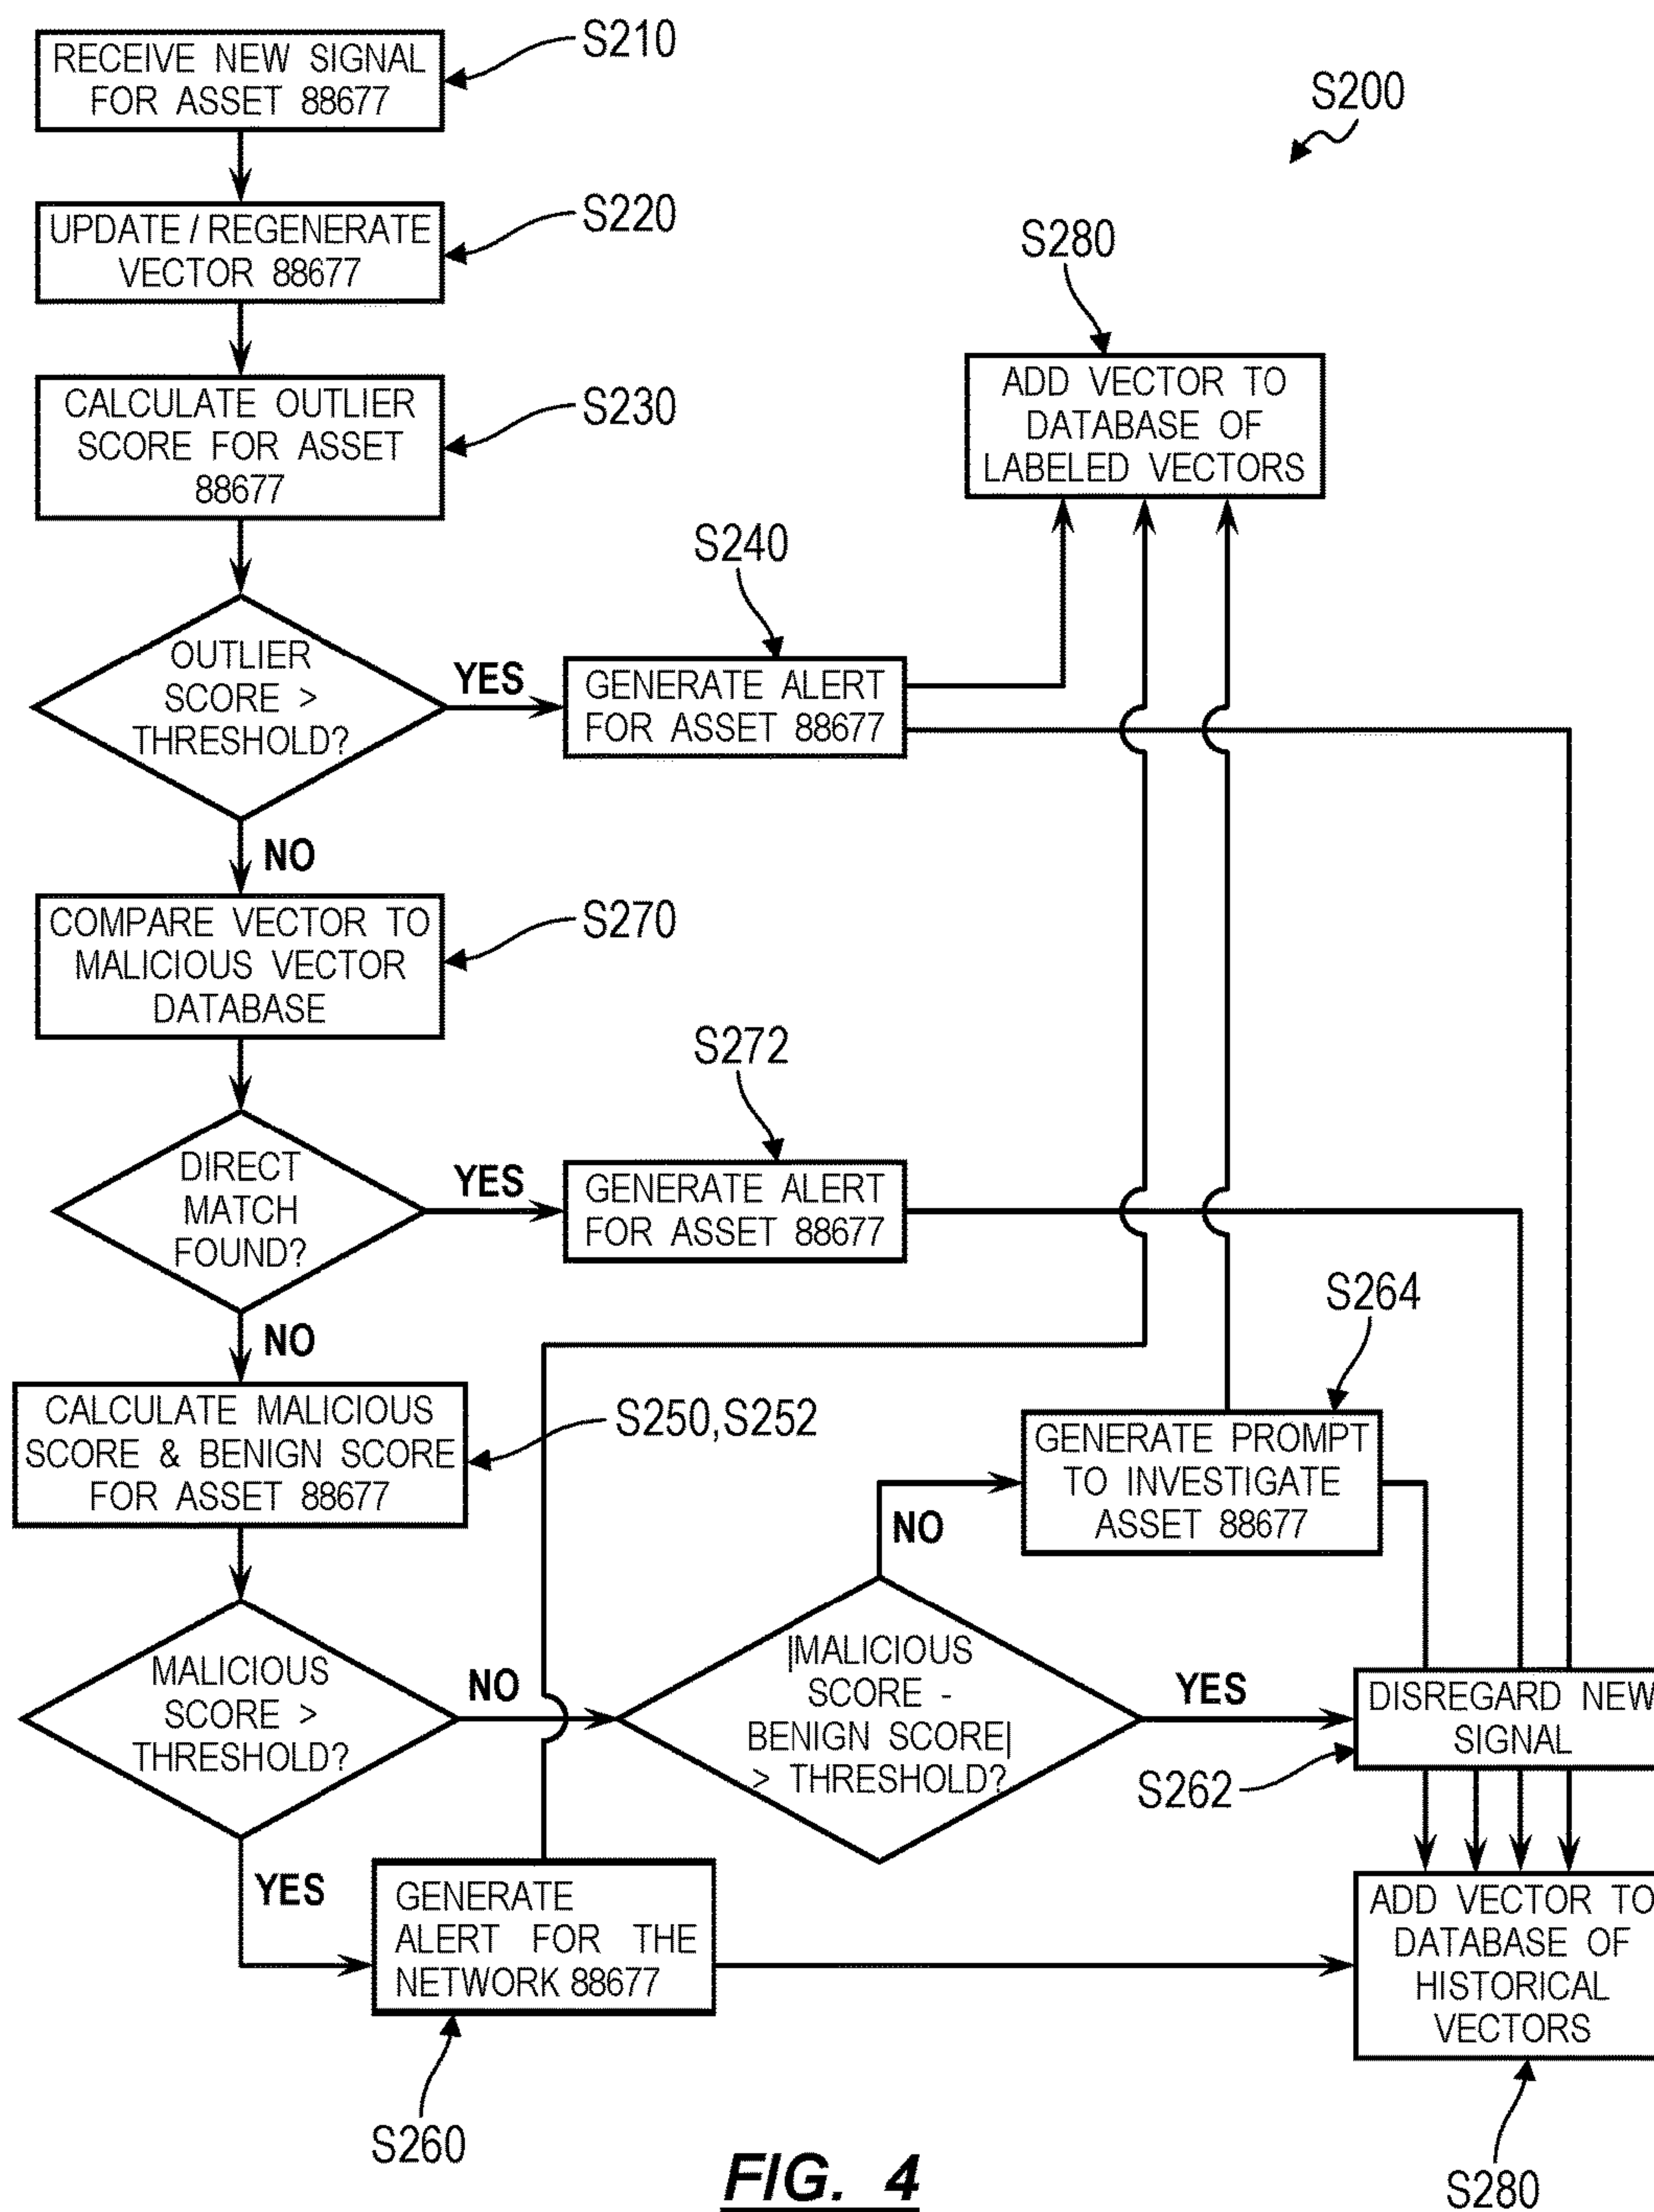 S210
RECEIVE NEW SIGNAL
FOR ASSET 88677
S200
UPDATE / REGENERATE
VECTOR 88677
S220
S280
CALCULATE OUTLIER
SCORE FOR ASSET
88677
S230
ADD VECTOR TO
DATABASE OF
LABELED VECTORS
S240
OUTLIER
SCORE >
THRESHOLD?
YES
GENERATE ALERT
FOR ASSET 88677
NO
COMPARE VECTOR TO
MALICIOUS VECTOR
DATABASE
S270
S272
DIRECT
MATCH
FOUND?
YES
GENERATE ALERT
FOR ASSET 88677
NO
S264
CALCULATE MALICIOUS
SCORE & BENIGN SCORE
FOR ASSET 88677
S250,S252
GENERATE PROMPT
TO INVESTIGATE
ASSET 88677
NO
MALICIOUS
SCORE >
THRESHOLD?
NO
|MALICIOUS
SCORE -
BENIGN SCORE|
> THRESHOLD?
YES
DISREGARD NEW
SIGNAL
S262
YES
GENERATE
ALERT FOR THE
NETWORK 88677
ADD VECTOR TO
DATABASE OF
HISTORICAL
VECTORS
S260
S280
FIG. 4